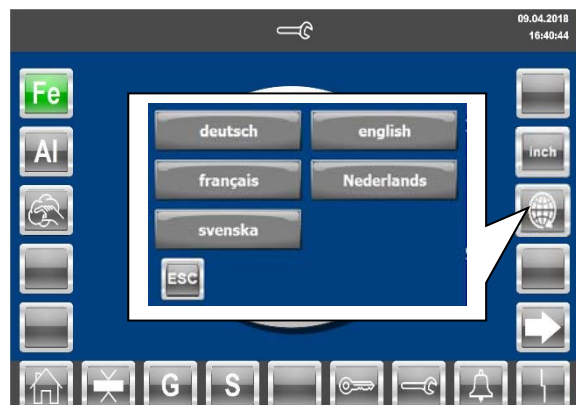 09.04.2018
16:40:44
Fe
Al
inch
deutsch
english
français
Nederlands
svenska
ESC
G
S